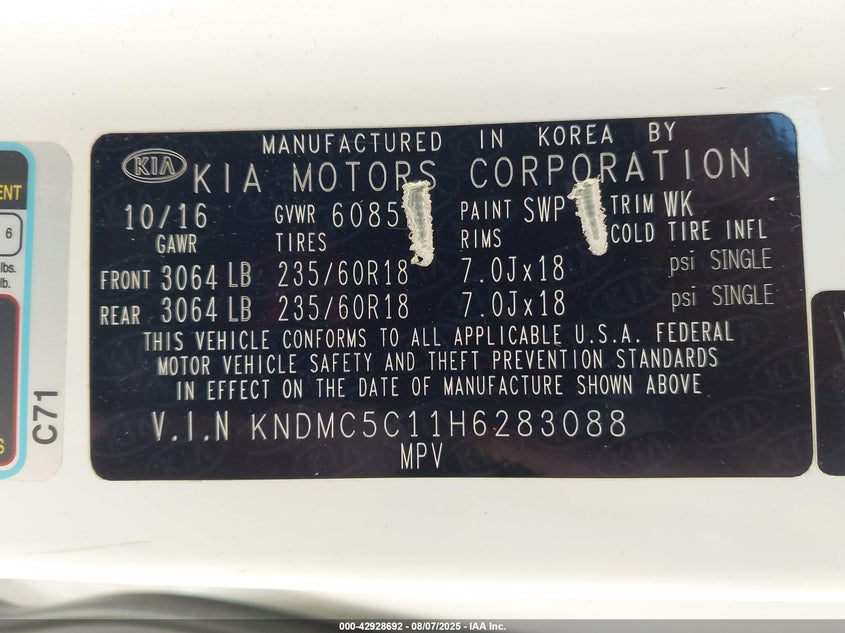 MANUFACTURED IN KOREA BY
KIA KIA MOTORS CORPORATION
10/16 GVWR 6085 PAINT SWP TRIM WK
GAWR TIRES RIMS COLD TIRE INFL
FRONT 3064 LB 235/60R18 7.0Jx18 psi SINGLE
REAR 3064 LB 235/60R18 7.0Jx18 psi SINGLE
THIS VEHICLE CONFORMS TO ALL APPLICABLE U.S.A. FEDERAL
MOTOR VEHICLE SAFETY AND THEFT PREVENTION STANDARDS
IN EFFECT ON THE DATE OF MANUFACTURE SHOWN ABOVE
V.I.N KNDMC5C11H6283088
MPV
6
lbs.
lb.
C71
000-42928692 - 08/07/2025 - IAA Inc.